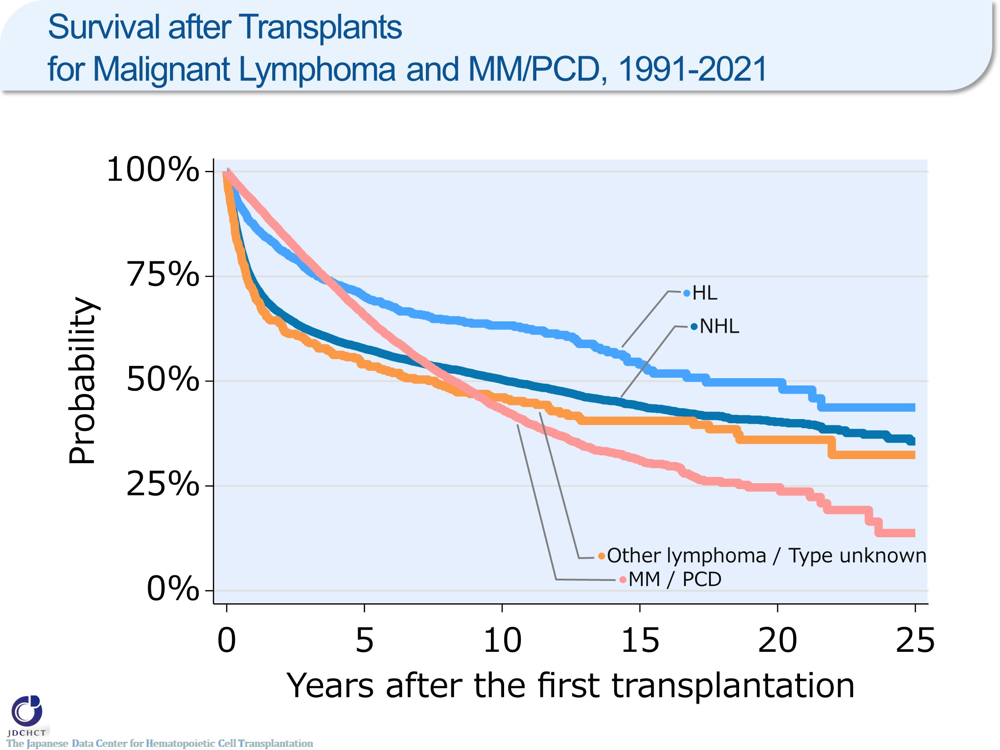 Survival after Transplants
for Malignant Lymphoma and MM/PCD, 1991-2021
100%
75%
50%
25%
0%
Probability
HL
NHL
Other lymphoma / Type unknown
MM / PCD
0 5 10 15 20 25
Years after the first transplantation
JDCHCT
The Japanese Data Center for Hematopoietic Cell Transplantation